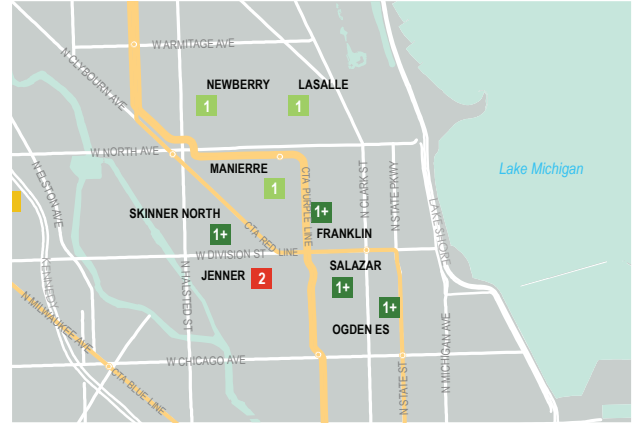 W ARMITAGE AVE
N CLYBOURN AVE
NEWBERRY
LASALLE
1
1
W NORTH AVE
MANIERRE
1
CTA PURPLE LINE
N CLARK ST
N STATE PKWY
Lake Michigan
N ELSTON AVE
SKINNER NORTH
1+
1+
FRANKLIN
LAKE SHORE
CTA RED LINE
W DIVISION ST
KENNEDY
N HALSTED ST
JENNER
2
SALAZAR
1+
1+
OGDEN ES
N MILWAUKEE AVE
W CHICAGO AVE
N MICHIGAN AVE
CTA BLUE LINE
N STATE ST